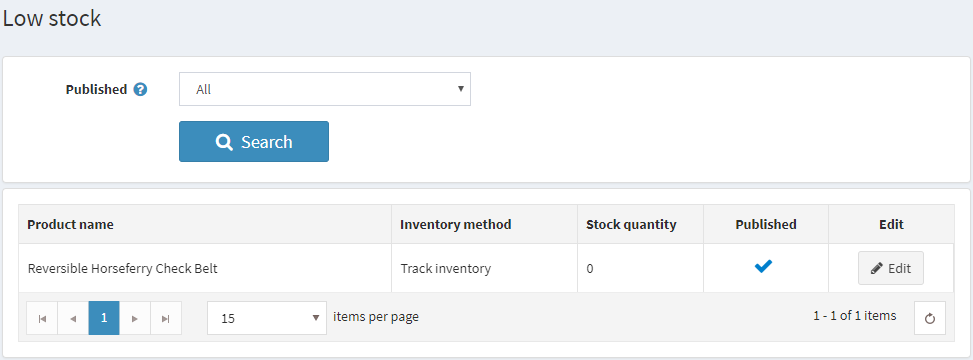 Low stock
Published ?
All
Search
Product name Inventory method Stock quantity Published Edit
Reversible Horseferry Check Belt Track inventory 0 Edit
1 15 items per page 1 - 1 of 1 items